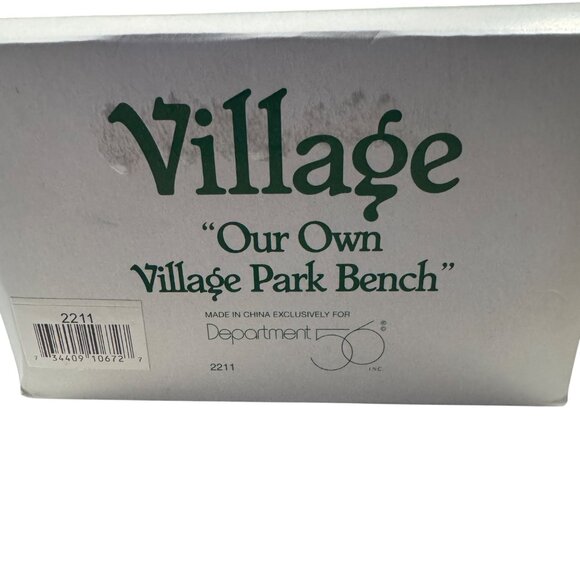 Village
“Our Own
Village Park Bench”
2211
7 34409 10672 7
MADE IN CHINA EXCLUSIVELY FOR
Department 56 ®©
INC.
2211